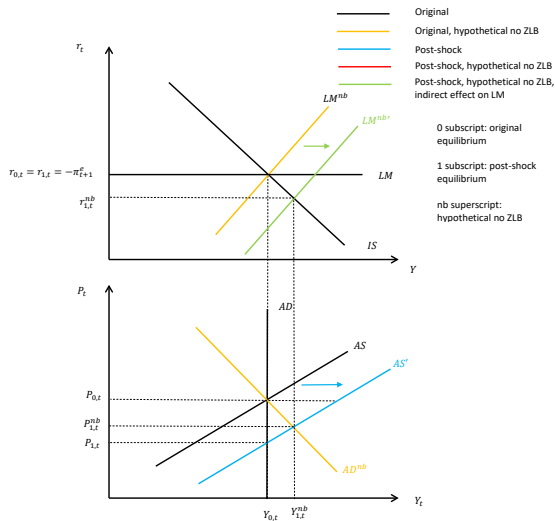 Original
Original, hypothetical no ZLB
Post-shock
Post-shock, hypothetical no ZLB
Post-shock, hypothetical no ZLB,
indirect effect on LM
0 subscript: original
equilibrium
1 subscript: post-shock
equilibrium
nb superscript:
hypothetical no ZLB
r_t
LM^{nb}
LM^{nb′}
r_{0,t} = r_{1,t} = −π^e_{t+1}
LM
r^{nb}_{1,t}
IS
Y
P_t
AD
AS
AS′
P_{0,t}
P^{nb}_{1,t}
P_{1,t}
AD^{nb}
Y_{0,t}
Y^{nb}_{1,t}
Y_t